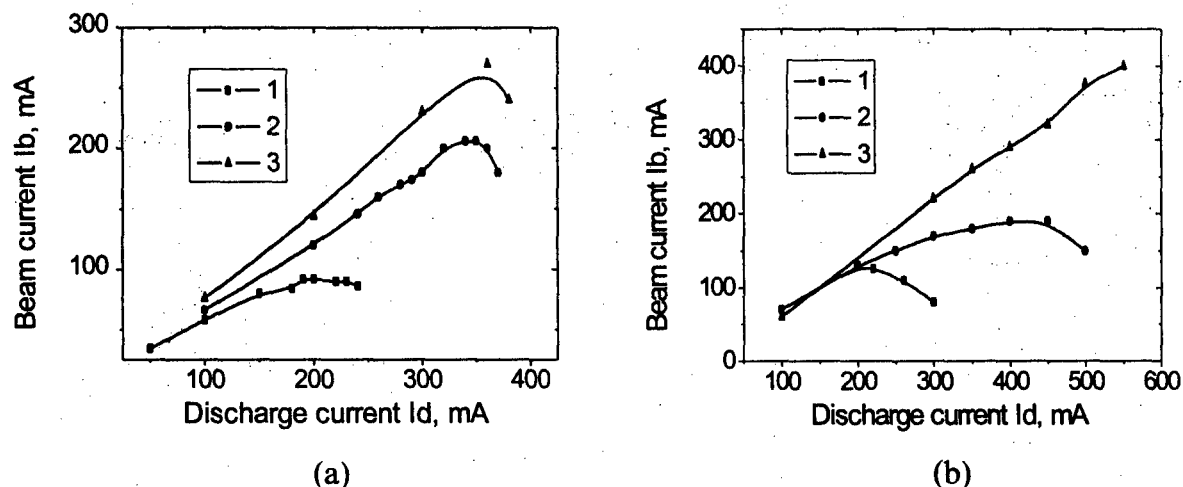 300
200
100
Beam current Ib, mA
1
2
3
100 200 300 400
Discharge current Id, mA
(a)
400
300
200
100
0
Beam current Ib, mA
1
2
3
100 200 300 400 500 600
Discharge current Id, mA
(b)